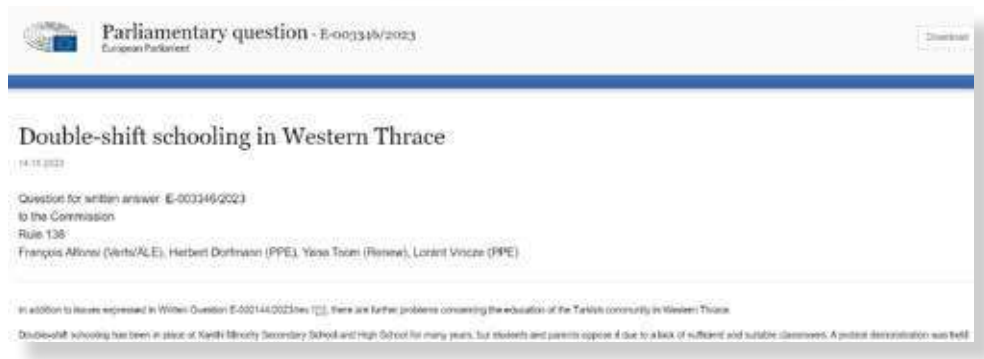 Parliamentary question - E-003346/2023
European Parliament
Download
Double-shift schooling in Western Thrace
Question for written answer E-003346/2023
to the Commission
Rule 138
François Alfonsi (Verts/ALE), Herbert Dorfmann (PPE), Yana Toom (Renew), Loránt Vincze (PPE)
In addition to issues expressed in Written Question E-000144/2023/rev.1, there are further problems concerning the education of the Turkish community in Western Thrace.
Double-shift schooling has been in place at Xanthi Minority Secondary School and High School for many years, but students and parents oppose it due to a lack of sufficient and suitable classrooms. A protest demonstration was held